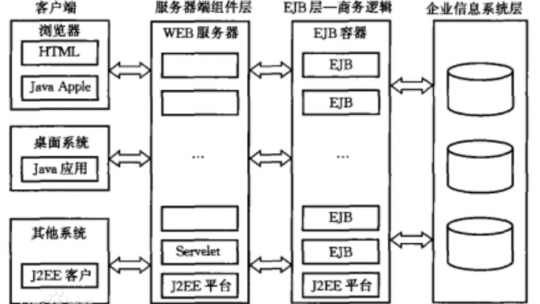 客户端
服务器端组件层
EJB 层—商务逻辑
企业信息系统层
浏览器
HTML
Java Apple
桌面系统
Java 应用
其他系统
J2EE 客户
WEB 服务器
...
Servelet
J2EE 平台
EJB 容器
EJB
EJB
...
EJB
EJB
J2EE 平台